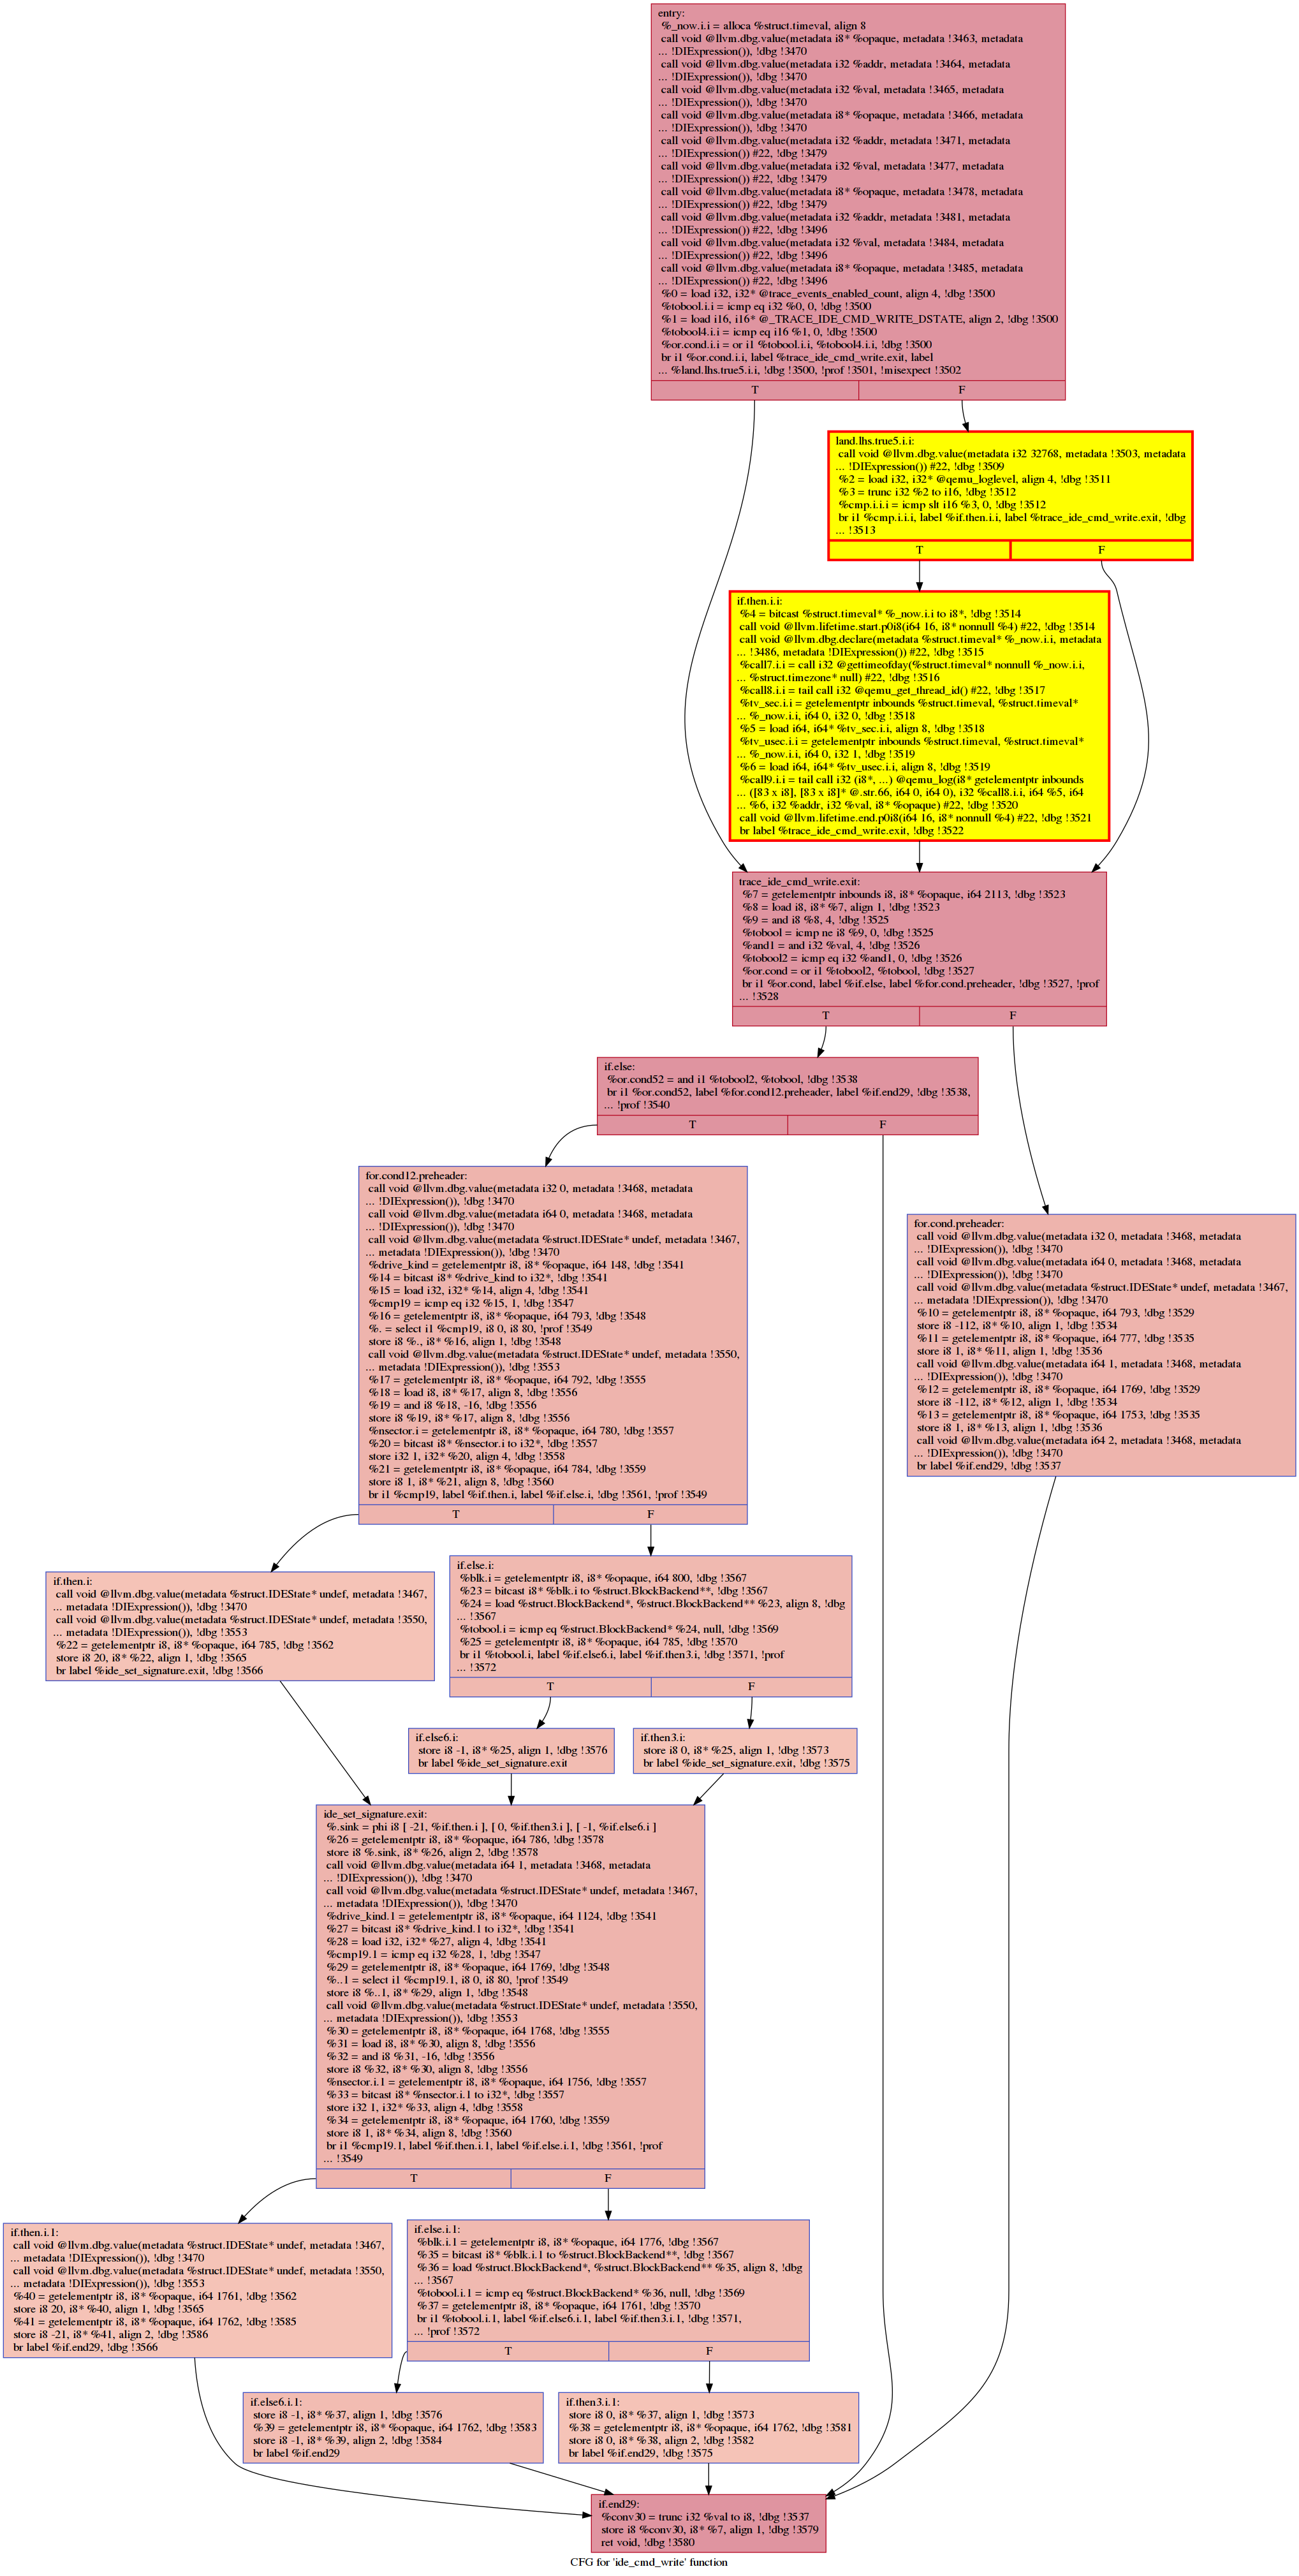 entry:
%_now.i.i = alloca %struct.timeval, align 8
call void @llvm.dbg.value(metadata i8* %opaque, metadata !3463, metadata
... !DIExpression()), !dbg !3470
call void @llvm.dbg.value(metadata i32 %addr, metadata !3464, metadata
... !DIExpression()), !dbg !3470
call void @llvm.dbg.value(metadata i32 %val, metadata !3465, metadata
... !DIExpression()), !dbg !3470
call void @llvm.dbg.value(metadata i8* %opaque, metadata !3466, metadata
... !DIExpression()), !dbg !3470
call void @llvm.dbg.value(metadata i32 %addr, metadata !3471, metadata
... !DIExpression()) #22, !dbg !3479
call void @llvm.dbg.value(metadata i32 %val, metadata !3477, metadata
... !DIExpression()) #22, !dbg !3479
call void @llvm.dbg.value(metadata i8* %opaque, metadata !3478, metadata
... !DIExpression()) #22, !dbg !3479
call void @llvm.dbg.value(metadata i32 %addr, metadata !3481, metadata
... !DIExpression()) #22, !dbg !3496
call void @llvm.dbg.value(metadata i32 %val, metadata !3484, metadata
... !DIExpression()) #22, !dbg !3496
call void @llvm.dbg.value(metadata i8* %opaque, metadata !3485, metadata
... !DIExpression()) #22, !dbg !3496
%0 = load i32, i32* @trace_events_enabled_count, align 4, !dbg !3500
%tobool.i.i = icmp eq i32 %0, 0, !dbg !3500
%1 = load i16, i16* @_TRACE_IDE_CMD_WRITE_DSTATE, align 2, !dbg !3500
%tobool4.i.i = icmp eq i16 %1, 0, !dbg !3500
%or.cond.i.i = or i1 %tobool.i.i, %tobool4.i.i, !dbg !3500
br i1 %or.cond.i.i, label %trace_ide_cmd_write.exit, label
... %land.lhs.true5.i.i, !dbg !3500, !prof !3501, !misexpect !3502
T F
land.lhs.true5.i.i:
call void @llvm.dbg.value(metadata i32 32768, metadata !3503, metadata
... !DIExpression()) #22, !dbg !3509
%2 = load i32, i32* @qemu_loglevel, align 4, !dbg !3511
%3 = trunc i32 %2 to i16, !dbg !3512
%cmp.i.i.i = icmp slt i16 %3, 0, !dbg !3512
br i1 %cmp.i.i.i, label %if.then.i.i, label %trace_ide_cmd_write.exit, !dbg
... !3513
T F
if.then.i.i:
%4 = bitcast %struct.timeval* %_now.i.i to i8*, !dbg !3514
call void @llvm.lifetime.start.p0i8(i64 16, i8* nonnull %4) #22, !dbg !3514
call void @llvm.dbg.declare(metadata %struct.timeval* %_now.i.i, metadata
... !3486, metadata !DIExpression()) #22, !dbg !3515
%call7.i.i = call i32 @gettimeofday(%struct.timeval* nonnull %_now.i.i,
... %struct.timezone* null) #22, !dbg !3516
%call8.i.i = tail call i32 @qemu_get_thread_id() #22, !dbg !3517
%tv_sec.i.i = getelementptr inbounds %struct.timeval, %struct.timeval*
... %_now.i.i, i64 0, i32 0, !dbg !3518
%5 = load i64, i64* %tv_sec.i.i, align 8, !dbg !3518
%tv_usec.i.i = getelementptr inbounds %struct.timeval, %struct.timeval*
... %_now.i.i, i64 0, i32 1, !dbg !3519
%6 = load i64, i64* %tv_usec.i.i, align 8, !dbg !3519
%call9.i.i = tail call i32 (i8*, ...) @qemu_log(i8* getelementptr inbounds
... ([83 x i8], [83 x i8]* @.str.66, i64 0, i64 0), i32 %call8.i.i, i64 %5, i64
... %6, i32 %addr, i32 %val, i8* %opaque) #22, !dbg !3520
call void @llvm.lifetime.end.p0i8(i64 16, i8* nonnull %4) #22, !dbg !3521
br label %trace_ide_cmd_write.exit, !dbg !3522
trace_ide_cmd_write.exit:
%7 = getelementptr inbounds i8, i8* %opaque, i64 2113, !dbg !3523
%8 = load i8, i8* %7, align 1, !dbg !3523
%9 = and i8 %8, 4, !dbg !3525
%tobool = icmp ne i8 %9, 0, !dbg !3525
%and1 = and i32 %val, 4, !dbg !3526
%tobool2 = icmp eq i32 %and1, 0, !dbg !3526
%or.cond = or i1 %tobool2, %tobool, !dbg !3527
br i1 %or.cond, label %if.else, label %for.cond.preheader, !dbg !3527, !prof
... !3528
T F
if.else:
%or.cond52 = and i1 %tobool2, %tobool, !dbg !3538
br i1 %or.cond52, label %for.cond12.preheader, label %if.end29, !dbg !3538,
... !prof !3540
T F
for.cond12.preheader:
call void @llvm.dbg.value(metadata i32 0, metadata !3468, metadata
... !DIExpression()), !dbg !3470
call void @llvm.dbg.value(metadata i64 0, metadata !3468, metadata
... !DIExpression()), !dbg !3470
call void @llvm.dbg.value(metadata %struct.IDEState* undef, metadata !3467,
... metadata !DIExpression()), !dbg !3470
%drive_kind = getelementptr i8, i8* %opaque, i64 148, !dbg !3541
%14 = bitcast i8* %drive_kind to i32*, !dbg !3541
%15 = load i32, i32* %14, align 4, !dbg !3541
%cmp19 = icmp eq i32 %15, 1, !dbg !3547
%16 = getelementptr i8, i8* %opaque, i64 793, !dbg !3548
%. = select i1 %cmp19, i8 0, i8 80, !prof !3549
store i8 %., i8* %16, align 1, !dbg !3548
call void @llvm.dbg.value(metadata %struct.IDEState* undef, metadata !3550,
... metadata !DIExpression()), !dbg !3553
%17 = getelementptr i8, i8* %opaque, i64 792, !dbg !3555
%18 = load i8, i8* %17, align 8, !dbg !3556
%19 = and i8 %18, -16, !dbg !3556
store i8 %19, i8* %17, align 8, !dbg !3556
%nsector.i = getelementptr i8, i8* %opaque, i64 780, !dbg !3557
%20 = bitcast i8* %nsector.i to i32*, !dbg !3557
store i32 1, i32* %20, align 4, !dbg !3558
%21 = getelementptr i8, i8* %opaque, i64 784, !dbg !3559
store i8 1, i8* %21, align 8, !dbg !3560
br i1 %cmp19, label %if.then.i, label %if.else.i, !dbg !3561, !prof !3549
T F
for.cond.preheader:
call void @llvm.dbg.value(metadata i32 0, metadata !3468, metadata
... !DIExpression()), !dbg !3470
call void @llvm.dbg.value(metadata i64 0, metadata !3468, metadata
... !DIExpression()), !dbg !3470
call void @llvm.dbg.value(metadata %struct.IDEState* undef, metadata !3467,
... metadata !DIExpression()), !dbg !3470
%10 = getelementptr i8, i8* %opaque, i64 793, !dbg !3529
store i8 -112, i8* %10, align 1, !dbg !3534
%11 = getelementptr i8, i8* %opaque, i64 777, !dbg !3535
store i8 1, i8* %11, align 1, !dbg !3536
call void @llvm.dbg.value(metadata i64 1, metadata !3468, metadata
... !DIExpression()), !dbg !3470
%12 = getelementptr i8, i8* %opaque, i64 1769, !dbg !3529
store i8 -112, i8* %12, align 1, !dbg !3534
%13 = getelementptr i8, i8* %opaque, i64 1753, !dbg !3535
store i8 1, i8* %13, align 1, !dbg !3536
call void @llvm.dbg.value(metadata i64 2, metadata !3468, metadata
... !DIExpression()), !dbg !3470
br label %if.end29, !dbg !3537
if.then.i:
call void @llvm.dbg.value(metadata %struct.IDEState* undef, metadata !3467,
... metadata !DIExpression()), !dbg !3470
call void @llvm.dbg.value(metadata %struct.IDEState* undef, metadata !3550,
... metadata !DIExpression()), !dbg !3553
%22 = getelementptr i8, i8* %opaque, i64 785, !dbg !3562
store i8 20, i8* %22, align 1, !dbg !3565
br label %ide_set_signature.exit, !dbg !3566
if.else.i:
%blk.i = getelementptr i8, i8* %opaque, i64 800, !dbg !3567
%23 = bitcast i8* %blk.i to %struct.BlockBackend**, !dbg !3567
%24 = load %struct.BlockBackend*, %struct.BlockBackend** %23, align 8, !dbg
... !3567
%tobool.i = icmp eq %struct.BlockBackend* %24, null, !dbg !3569
%25 = getelementptr i8, i8* %opaque, i64 785, !dbg !3570
br i1 %tobool.i, label %if.else6.i, label %if.then3.i, !dbg !3571, !prof
... !3572
T F
if.else6.i:
store i8 -1, i8* %25, align 1, !dbg !3576
br label %ide_set_signature.exit
if.then3.i:
store i8 0, i8* %25, align 1, !dbg !3573
br label %ide_set_signature.exit, !dbg !3575
ide_set_signature.exit:
%.sink = phi i8 [ -21, %if.then.i ], [ 0, %if.then3.i ], [ -1, %if.else6.i ]
%26 = getelementptr i8, i8* %opaque, i64 786, !dbg !3578
store i8 %.sink, i8* %26, align 2, !dbg !3578
call void @llvm.dbg.value(metadata i64 1, metadata !3468, metadata
... !DIExpression()), !dbg !3470
call void @llvm.dbg.value(metadata %struct.IDEState* undef, metadata !3467,
... metadata !DIExpression()), !dbg !3470
%drive_kind.1 = getelementptr i8, i8* %opaque, i64 1124, !dbg !3541
%27 = bitcast i8* %drive_kind.1 to i32*, !dbg !3541
%28 = load i32, i32* %27, align 4, !dbg !3541
%cmp19.1 = icmp eq i32 %28, 1, !dbg !3547
%29 = getelementptr i8, i8* %opaque, i64 1769, !dbg !3548
%..1 = select i1 %cmp19.1, i8 0, i8 80, !prof !3549
store i8 %..1, i8* %29, align 1, !dbg !3548
call void @llvm.dbg.value(metadata %struct.IDEState* undef, metadata !3550,
... metadata !DIExpression()), !dbg !3553
%30 = getelementptr i8, i8* %opaque, i64 1768, !dbg !3555
%31 = load i8, i8* %30, align 8, !dbg !3556
%32 = and i8 %31, -16, !dbg !3556
store i8 %32, i8* %30, align 8, !dbg !3556
%nsector.i.1 = getelementptr i8, i8* %opaque, i64 1756, !dbg !3557
%33 = bitcast i8* %nsector.i.1 to i32*, !dbg !3557
store i32 1, i32* %33, align 4, !dbg !3558
%34 = getelementptr i8, i8* %opaque, i64 1760, !dbg !3559
store i8 1, i8* %34, align 8, !dbg !3560
br i1 %cmp19.1, label %if.then.i.1, label %if.else.i.1, !dbg !3561, !prof
... !3549
T F
if.then.i.1:
call void @llvm.dbg.value(metadata %struct.IDEState* undef, metadata !3467,
... metadata !DIExpression()), !dbg !3470
call void @llvm.dbg.value(metadata %struct.IDEState* undef, metadata !3550,
... metadata !DIExpression()), !dbg !3553
%40 = getelementptr i8, i8* %opaque, i64 1761, !dbg !3562
store i8 20, i8* %40, align 1, !dbg !3565
%41 = getelementptr i8, i8* %opaque, i64 1762, !dbg !3585
store i8 -21, i8* %41, align 2, !dbg !3586
br label %if.end29, !dbg !3566
if.else.i.1:
%blk.i.1 = getelementptr i8, i8* %opaque, i64 1776, !dbg !3567
%35 = bitcast i8* %blk.i.1 to %struct.BlockBackend**, !dbg !3567
%36 = load %struct.BlockBackend*, %struct.BlockBackend** %35, align 8, !dbg
... !3567
%tobool.i.1 = icmp eq %struct.BlockBackend* %36, null, !dbg !3569
%37 = getelementptr i8, i8* %opaque, i64 1761, !dbg !3570
br i1 %tobool.i.1, label %if.else6.i.1, label %if.then3.i.1, !dbg !3571,
... !prof !3572
T F
if.else6.i.1:
store i8 -1, i8* %37, align 1, !dbg !3576
%39 = getelementptr i8, i8* %opaque, i64 1762, !dbg !3583
store i8 -1, i8* %39, align 2, !dbg !3584
br label %if.end29
if.then3.i.1:
store i8 0, i8* %37, align 1, !dbg !3573
%38 = getelementptr i8, i8* %opaque, i64 1762, !dbg !3581
store i8 0, i8* %38, align 2, !dbg !3582
br label %if.end29, !dbg !3575
if.end29:
%conv30 = trunc i32 %val to i8, !dbg !3537
store i8 %conv30, i8* %7, align 1, !dbg !3579
ret void, !dbg !3580
CFG for 'ide_cmd_write' function